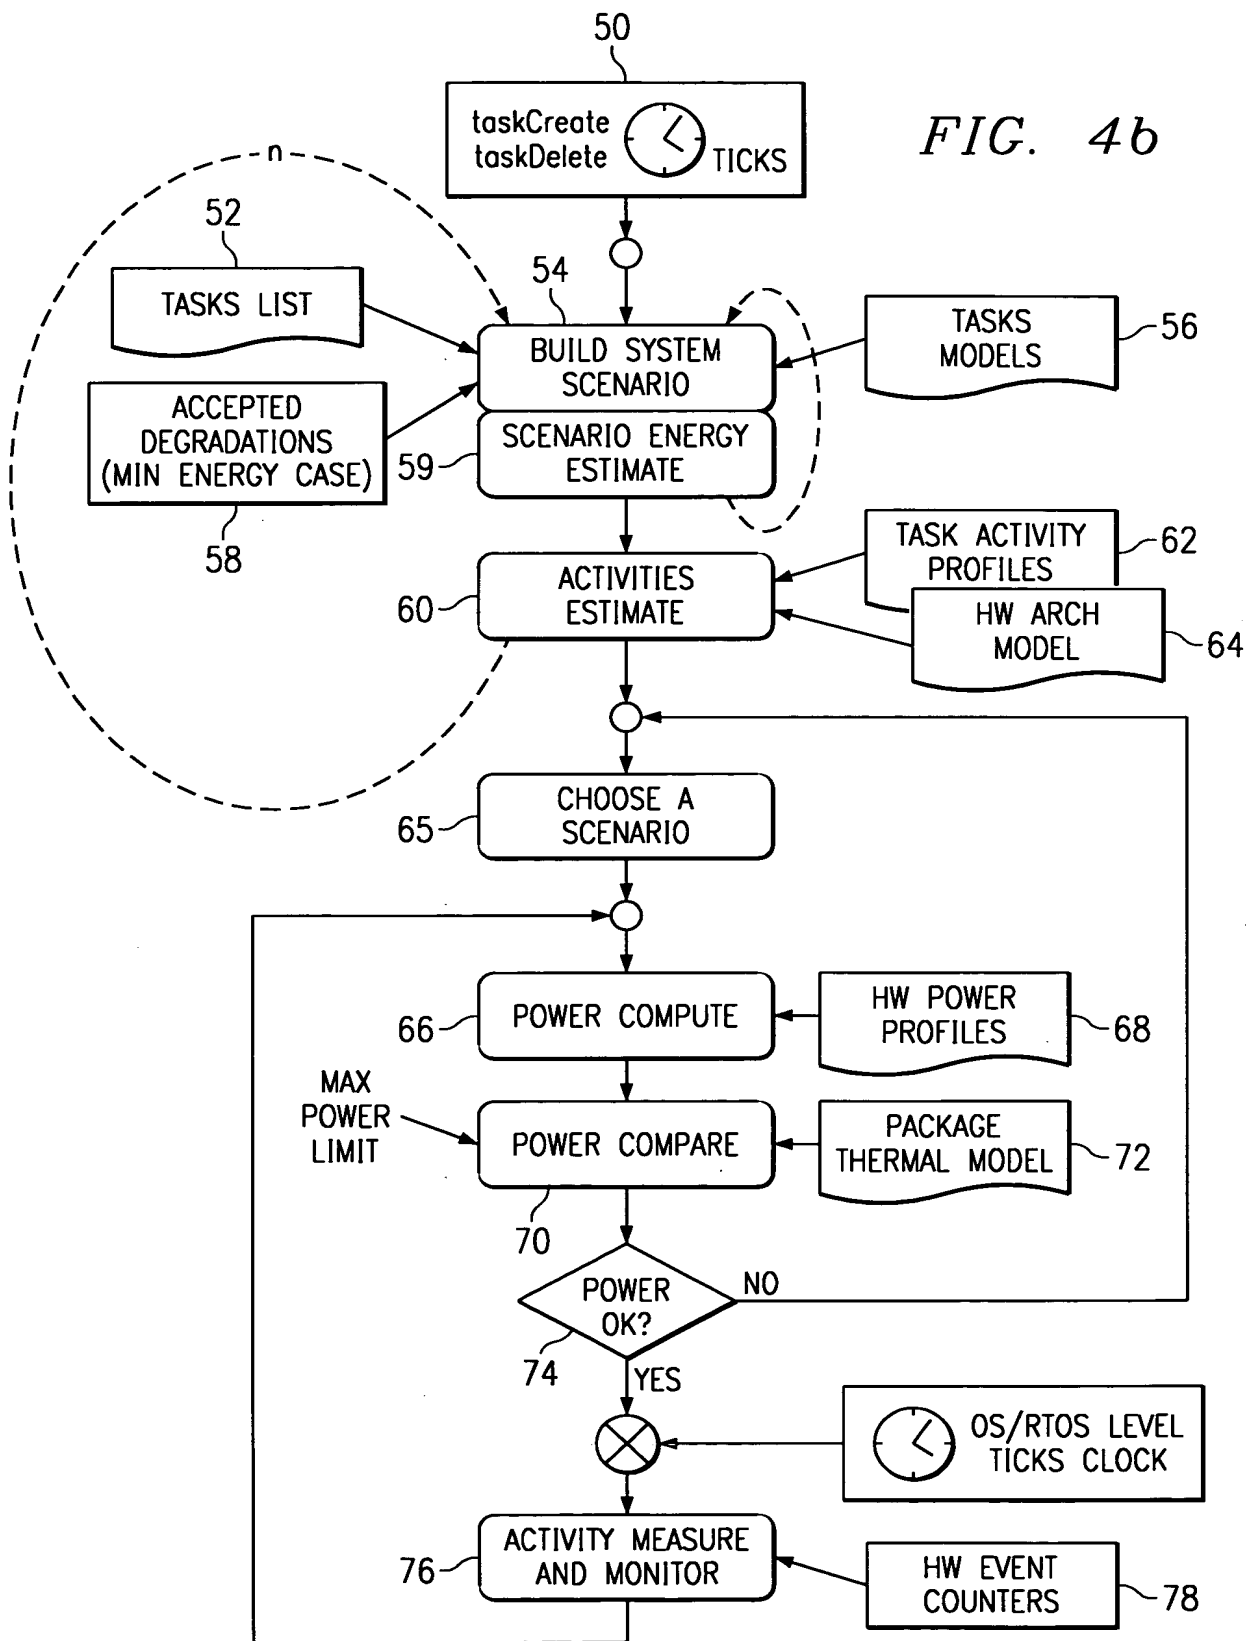 50
taskCreate
taskDelete
TICKS
FIG. 4b
n
52
TASKS LIST
54
BUILD SYSTEM
SCENARIO
TASKS
MODELS
56
ACCEPTED
DEGRADATIONS
(MIN ENERGY CASE)
58
59
SCENARIO ENERGY
ESTIMATE
TASK ACTIVITY
PROFILES
62
60
ACTIVITIES
ESTIMATE
HW ARCH
MODEL
64
65
CHOOSE A
SCENARIO
66
POWER COMPUTE
HW POWER
PROFILES
68
MAX
POWER
LIMIT
POWER COMPARE
70
PACKAGE
THERMAL MODEL
72
POWER
OK?
NO
74
YES
OS/RTOS LEVEL
TICKS CLOCK
76
ACTIVITY MEASURE
AND MONITOR
HW EVENT
COUNTERS
78